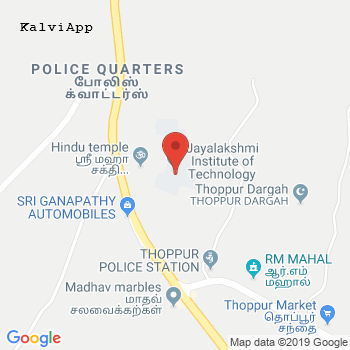 KalviApp
POLICE QUARTERS
போலிஸ்
க்வாட்டர்ஸ்
Hindu temple
ஸ்ரீ மஹா
சக்தி...
Jayalakshmi
Institute of
Technology
Thoppur Dargah
THOPPUR DARGAH
SRI GANAPATHY
AUTOMOBILES
THOPPUR
POLICE STATION
RM MAHAL
ஆர்.எம்
மஹால்
Madhav marbles
மாதவ்
சலவைக்கற்கள்
Thoppur Market
தொப்பூர்
சந்தை
Google
Map data ©2019 Google